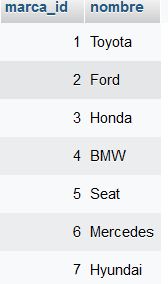 marca_id nombre
1 Toyota
2 Ford
3 Honda
4 BMW
5 Seat
6 Mercedes
7 Hyundai